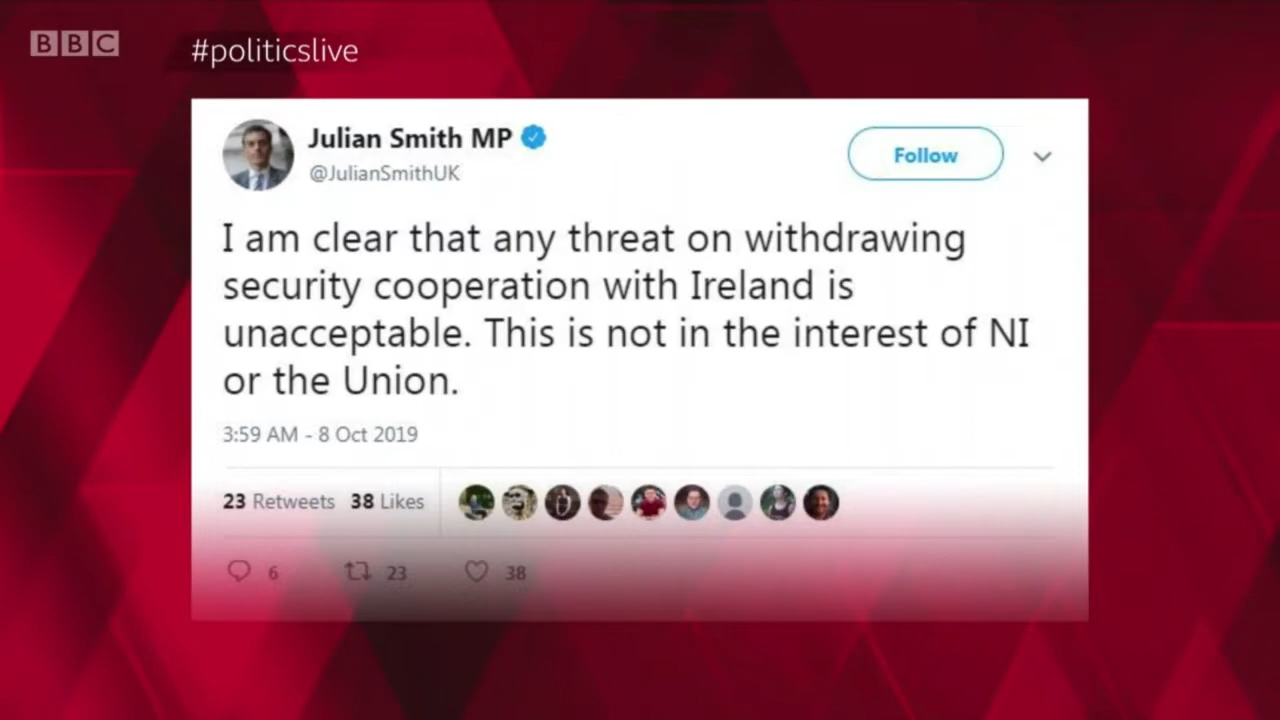 BBC
#politicslive
Julian Smith MP
@JulianSmithUK
Follow
I am clear that any threat on withdrawing
security cooperation with Ireland is
unacceptable. This is not in the interest of NI
or the Union.
3:59 AM - 8 Oct 2019
23 Retweets 38 Likes
6 23 38